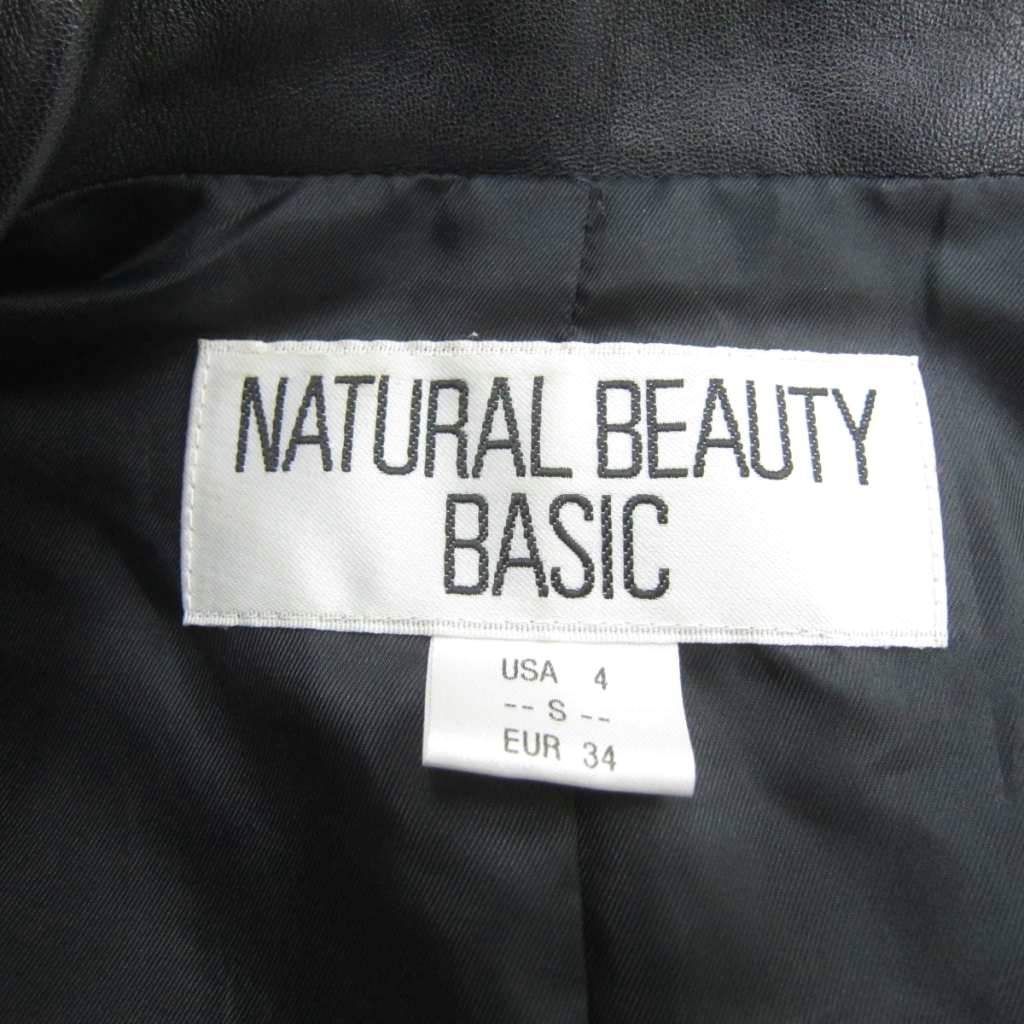 NATURAL BEAUTY
BASIC
USA 4
-- S --
EUR 34